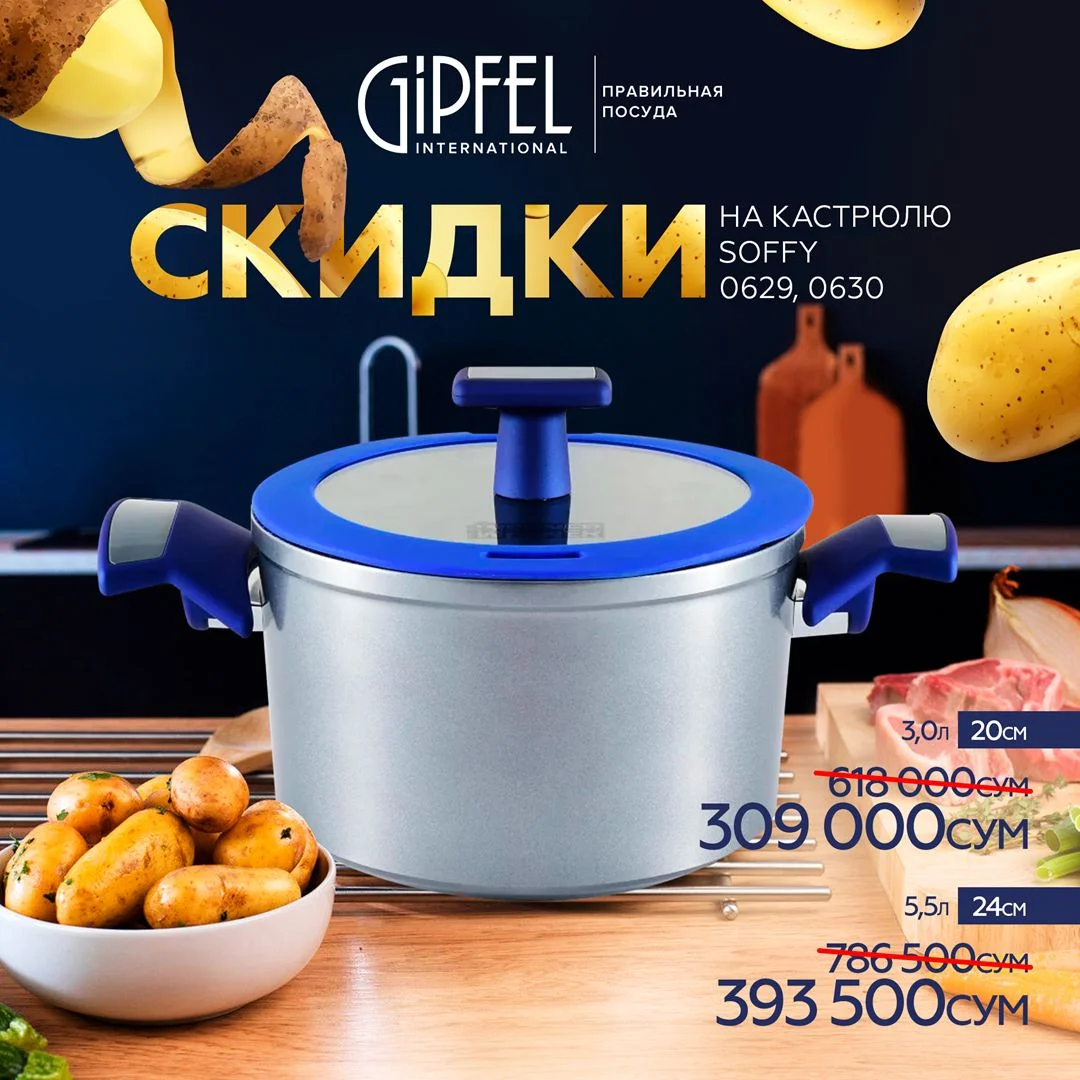 GiPFEL
INTERNATIONAL
ПРАВИЛЬНАЯ
ПОСУДА
СКИДКИ
НА КАСТРЮЛЮ
SOFFY
0629, 0630
3,0л 20см
618 000сум
309 000сум
5,5л 24см
786 500сум
393 500сум